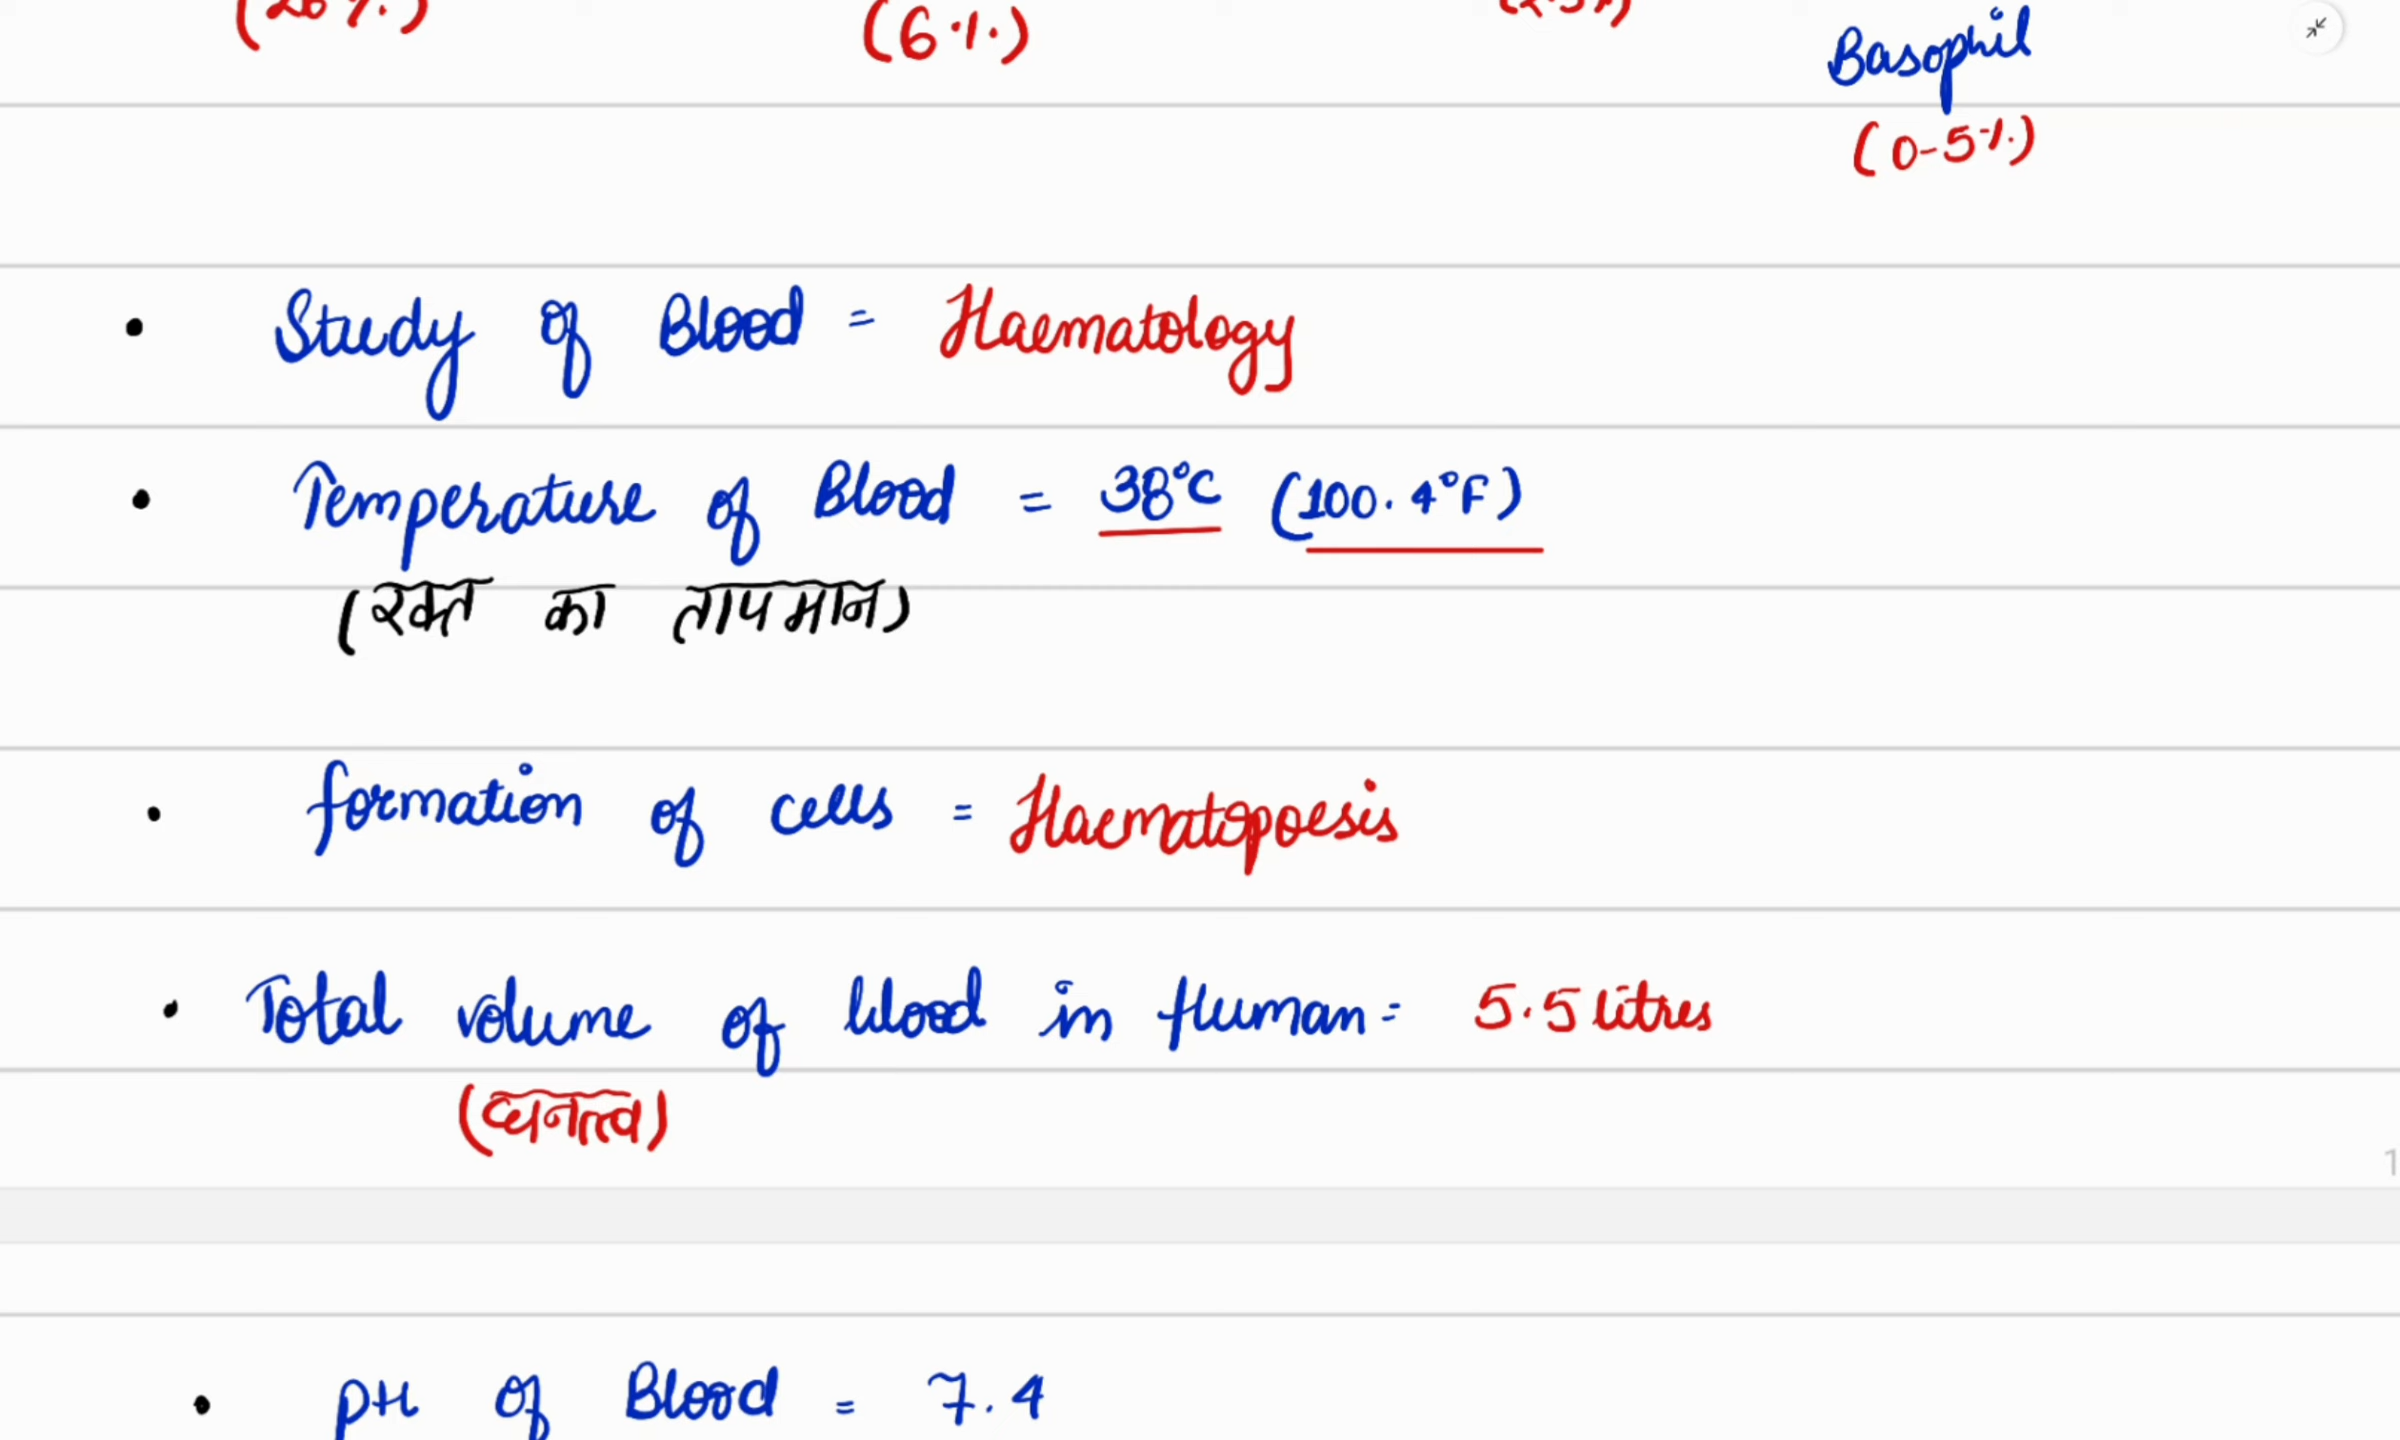 (6%)
Basophil
(0-5%)
• Study of Blood = Haematology
• Temperature of Blood = 38°C (100.4°F)
(रक्त का तापमान)
• formation of cells = Haematopoesis
• Total volume of blood in Human = 5.5 litres
(घनत्व)
1
• pH of Blood = 7.4